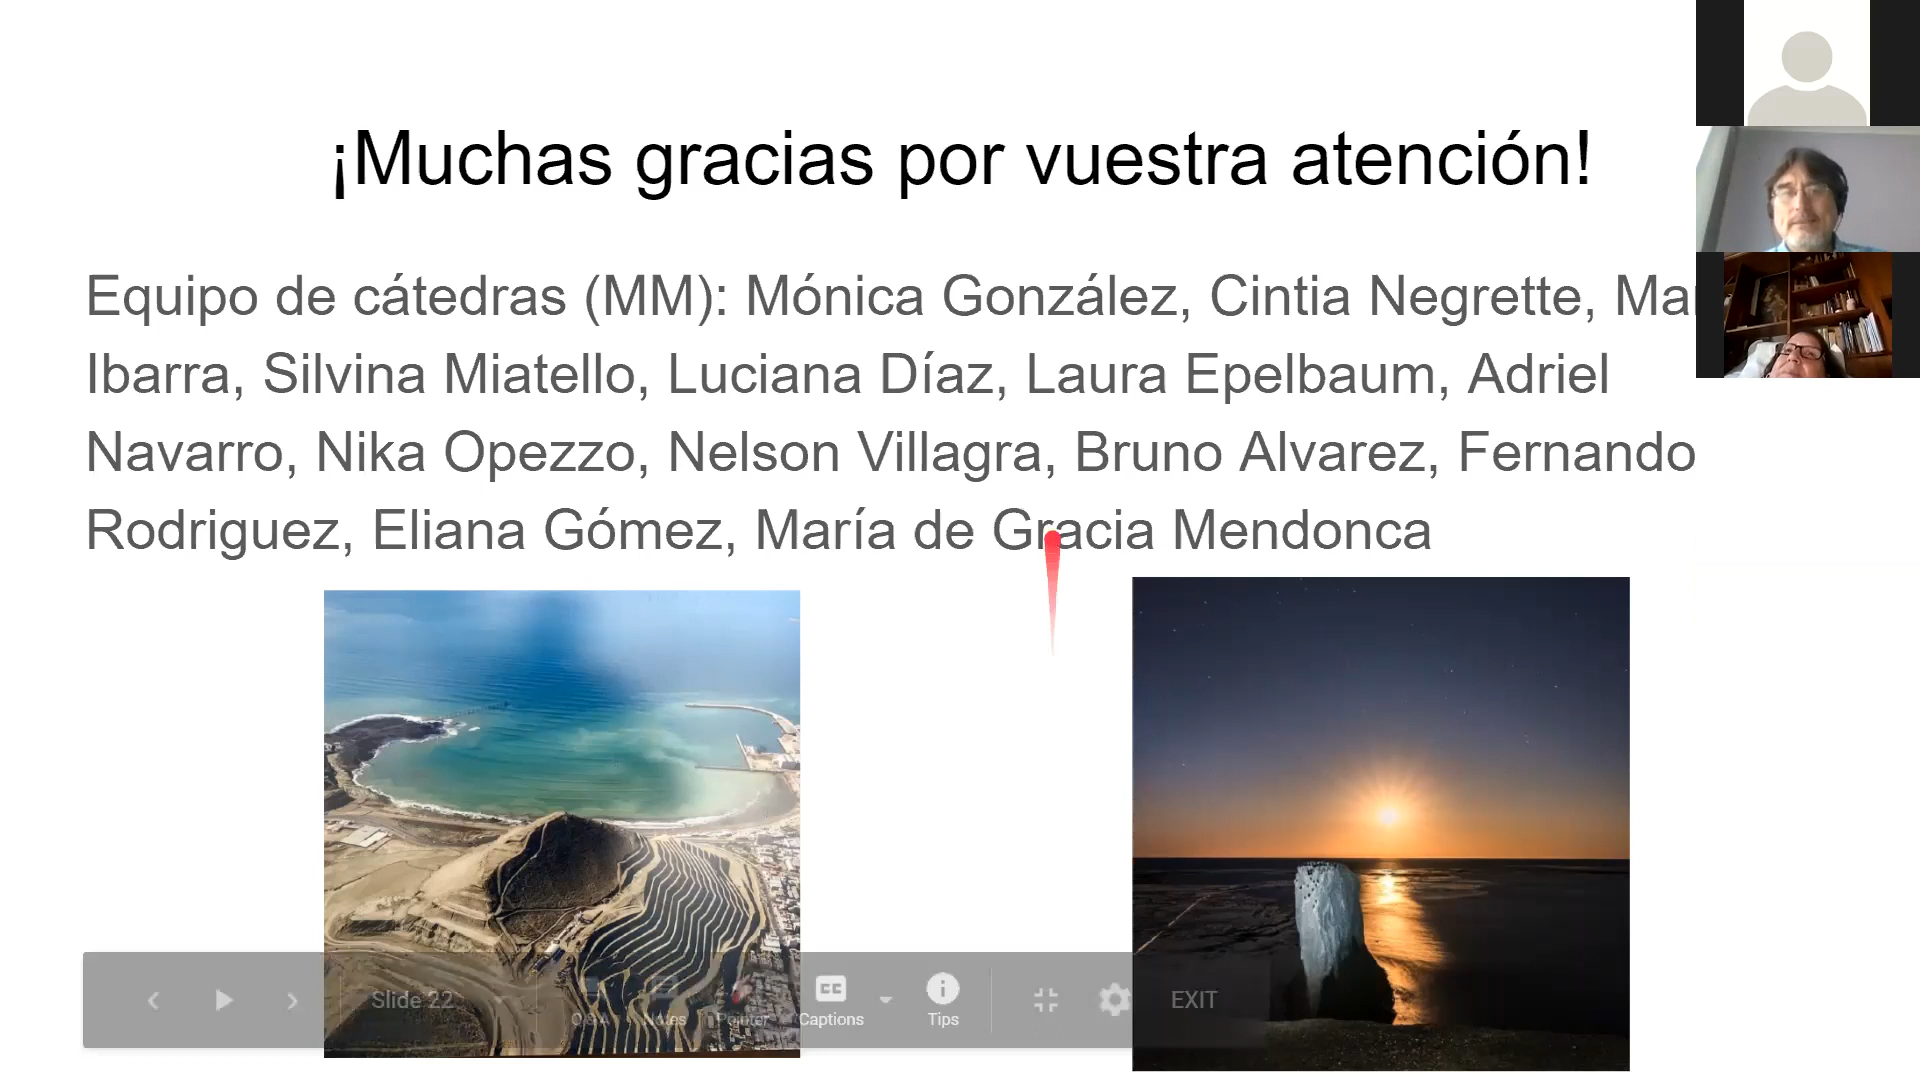 ¡Muchas gracias por vuestra atención!
Equipo de cátedras (MM): Mónica González, Cintia Negrette,
Ibarra, Silvina Miatello, Luciana Díaz, Laura Epelbaum, Adriel
Navarro, Nika Opezzo, Nelson Villagra, Bruno Alvarez, Fernando
Rodriguez, Eliana Gómez, María de Gracia Mendonca
Slide 22
Q&A Notes Pointer Captions Tips
EXIT